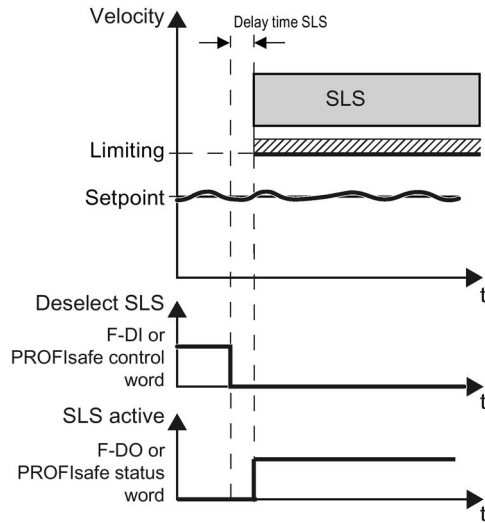 Velocity
Delay time SLS
SLS
Limiting
Setpoint
t
Deselect SLS
F-DI or
PROFIsafe control
word
t
SLS active
F-DO or
PROFIsafe status
word
t